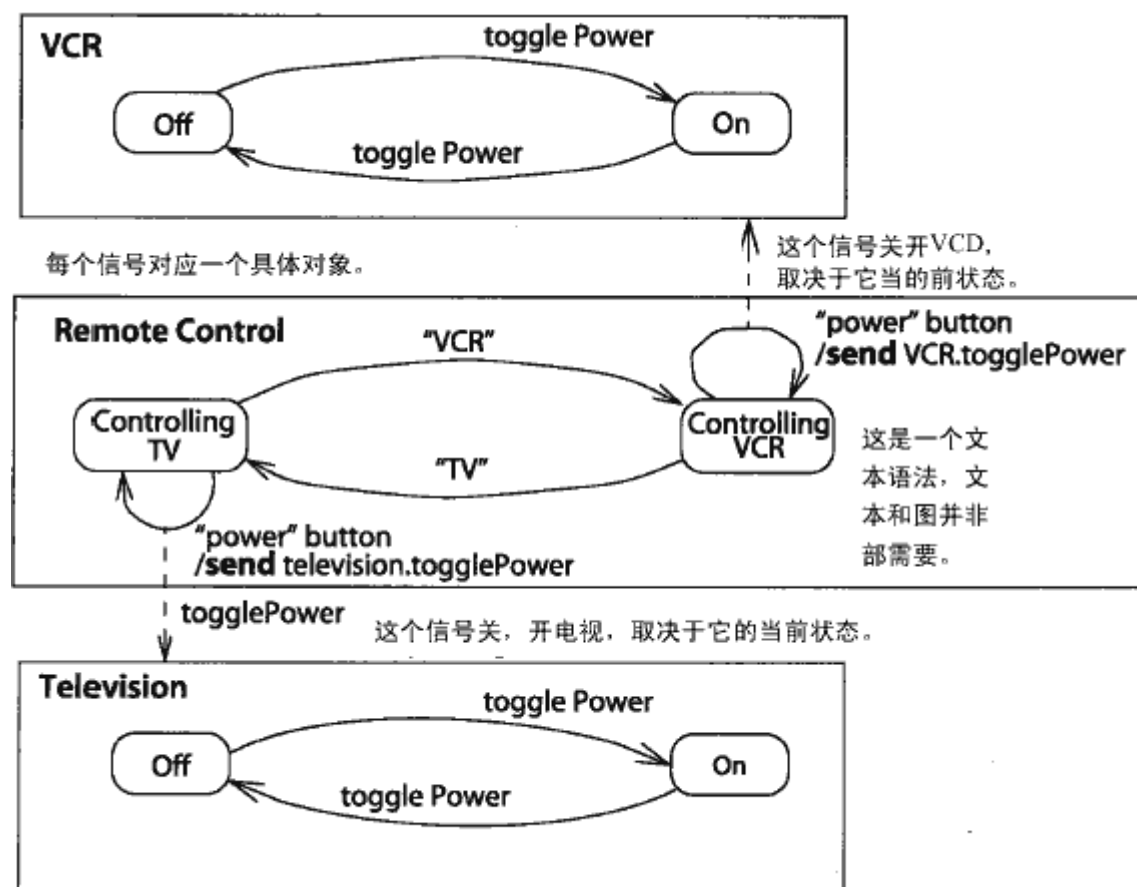 VCR
toggle Power
Off
On
toggle Power
每个信号对应一个具体对象。
这个信号关开VCD,
取决于它当的前状态。
Remote Control
“VCR”
“power” button
/send VCR.togglePower
Controlling
TV
Controlling
VCR
“TV”
这是一个文
本语法，文
本和图并非
部需要。
“power” button
/send television.togglePower
togglePower
这个信号关，开电视，取决于它的当前状态。
Television
toggle Power
Off
On
toggle Power